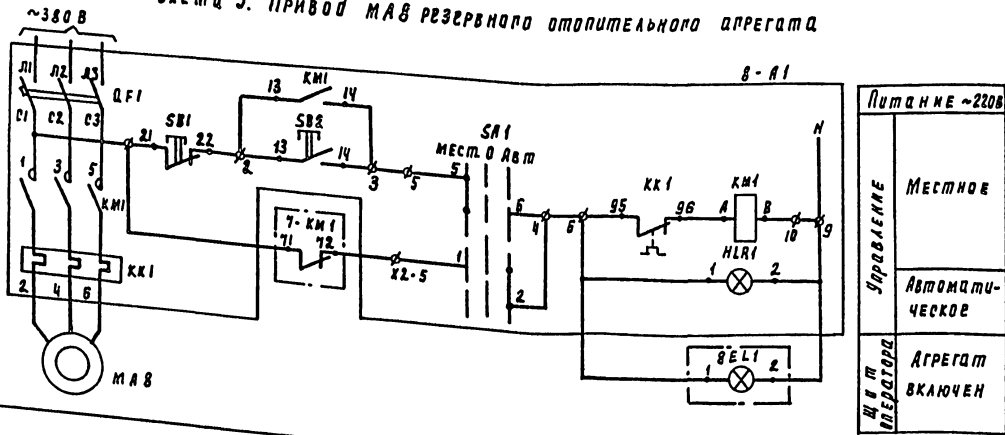 Схема 5. Привод МА8 резервного отопительного агрегата
~380 В
8-А1
Л1 Л2 Л3
QF1
С1 С2 С3
21 SB1 22
2
13 КМ1 14
13 SB2 14
3
5
SA1
Мест. 0 Авт
5
1
6
2
4
6
95 КК1 96
А КМ1 В
10
9
N
1 3 5
КМ1
КК1
2 4 6
МА8
7-КМ1
71 72
Х2·5
HLR1
1 2
8EL1
1 2
Питание ~220В
Управление
Местное
Автомати-
ческое
Щит
оператора
Агрегат
включен